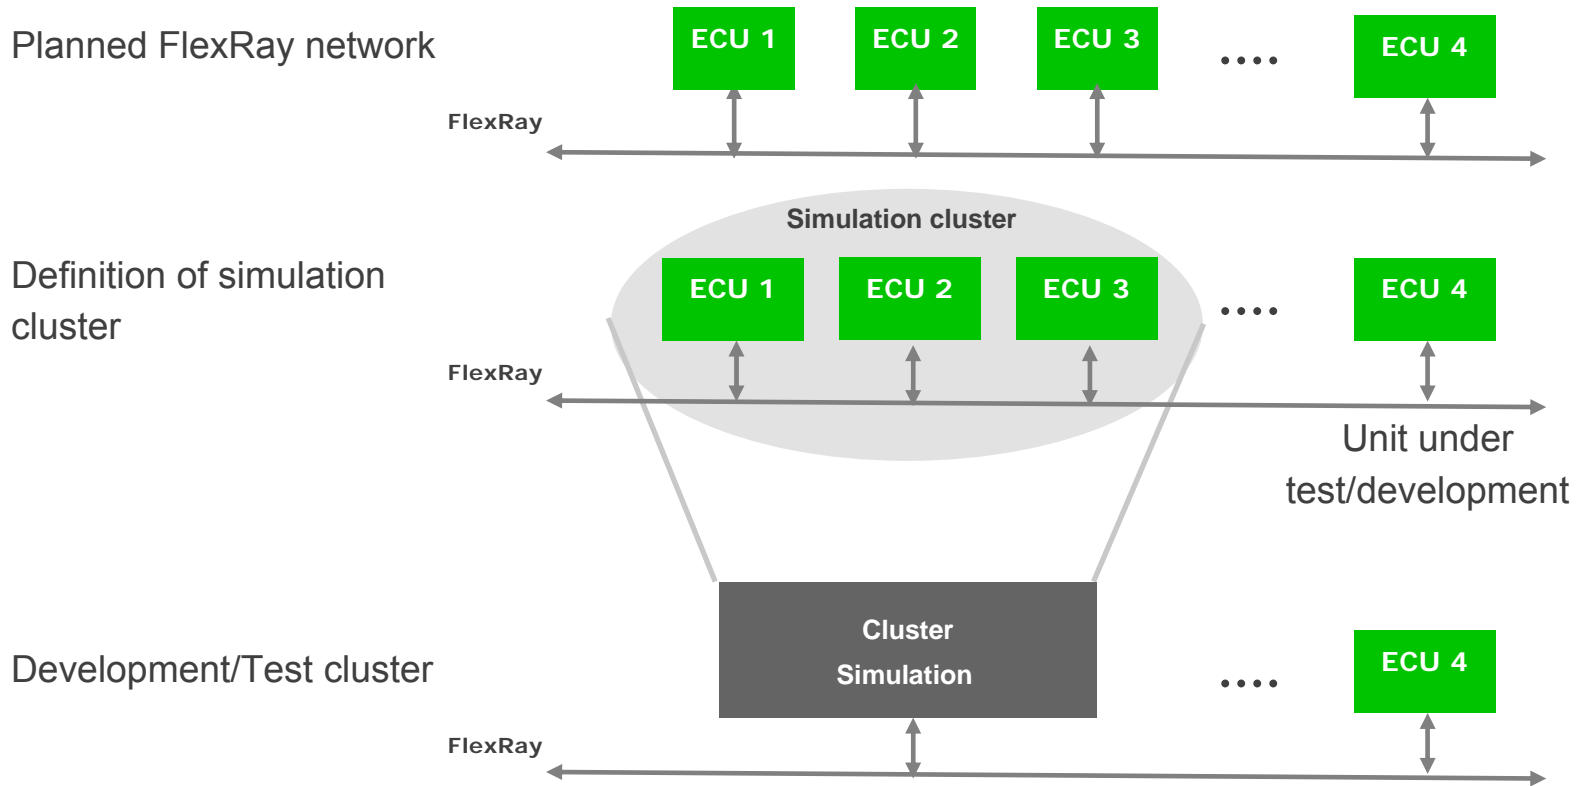 Planned FlexRay network
ECU 1
ECU 2
ECU 3
....
ECU 4
FlexRay
Simulation cluster
Definition of simulation
cluster
ECU 1
ECU 2
ECU 3
....
ECU 4
FlexRay
Unit under
test/development
Cluster
Simulation
Development/Test cluster
....
ECU 4
FlexRay